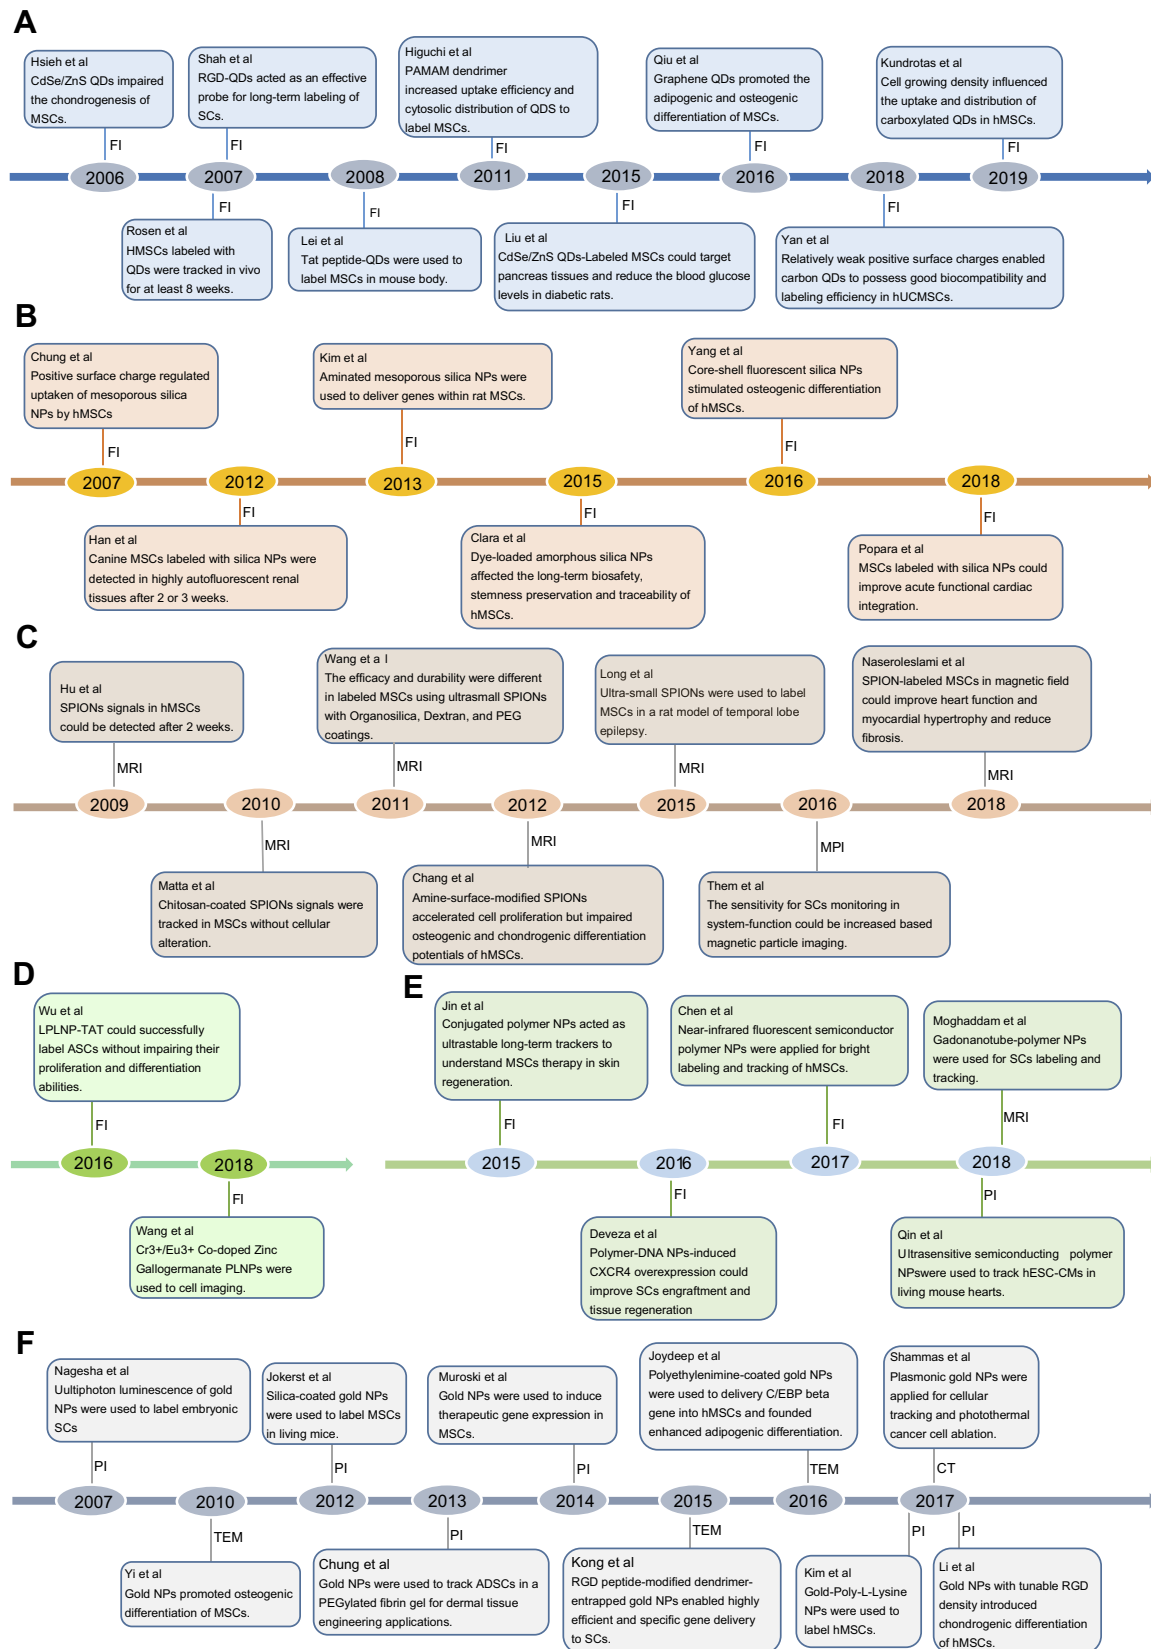 A
Hsieh et al
CdSe/ZnS QDs impaired
the chondrogenesis of
MSCs.
Shah et al
RGD-QDs acted as an effective
probe for long-term labeling of
SCs.
Higuchi et al
PAMAM dendrimer
increased uptake efficiency and
cytosolic distribution of QDS to
label MSCs.
Qiu et al
Graphene QDs promoted the
adipogenic and osteogenic
differentiation of MSCs.
Kundrotas et al
Cell growing density influenced
the uptake and distribution of
carboxylated QDs in hMSCs.
FI
FI
FI
FI
FI
2006
2007
2008
2011
2015
2016
2018
2019
FI
FI
FI
FI
Rosen et al
HMSCs labeled with
QDs were tracked in vivo
for at least 8 weeks.
Lei et al
Tat peptide-QDs were used to
label MSCs in mouse body.
Liu et al
CdSe/ZnS QDs-Labeled MSCs could target
pancreas tissues and reduce the blood glucose
levels in diabetic rats.
Yan et al
Relatively weak positive surface charges enabled
carbon QDs to possess good biocompatibility and
labeling efficiency in hUCMSCs.
B
Chung et al
Positive surface charge regulated
uptaken of mesoporous silica
NPs by hMSCs
Kim et al
Aminated mesoporous silica NPs were
used to deliver genes within rat MSCs.
Yang et al
Core-shell fluorescent silica NPs
stimulated osteogenic differentiation
of hMSCs.
FI
FI
FI
2007
2012
2013
2015
2016
2018
FI
FI
FI
Han et al
Canine MSCs labeled with silica NPs were
detected in highly autofluorescent renal
tissues after 2 or 3 weeks.
Clara et al
Dye-loaded amorphous silica NPs
affected the long-term biosafety,
stemness preservation and traceability of
hMSCs.
Popara et al
MSCs labeled with silica NPs could
improve acute functional cardiac
integration.
C
Hu et al
SPIONs signals in hMSCs
could be detected after 2 weeks.
Wang et a l
The efficacy and durability were different
in labeled MSCs using ultrasmall SPIONs
with Organosilica, Dextran, and PEG
coatings.
Long et al
Ultra-small SPIONs were used to label
MSCs in a rat model of temporal lobe
epilepsy.
Naseroleslami et al
SPION-labeled MSCs in magnetic field
could improve heart function and
myocardial hypertrophy and reduce
fibrosis.
MRI
MRI
MRI
MRI
2009
2010
2011
2012
2015
2016
2018
MRI
MRI
MPI
Matta et al
Chitosan-coated SPIONs signals were
tracked in MSCs without cellular
alteration.
Chang et al
Amine-surface-modified SPIONs
accelerated cell proliferation but impaired
osteogenic and chondrogenic differentiation
potentials of hMSCs.
Them et al
The sensitivity for SCs monitoring in
system-function could be increased based
magnetic particle imaging.
D
Wu et al
LPLNP-TAT could successfully
label ASCs without impairing their
proliferation and differentiation
abilities.
FI
2016
2018
FI
Wang et al
Cr3+/Eu3+ Co-doped Zinc
Gallogermanate PLNPs were
used to cell imaging.
E
Jin et al
Conjugated polymer NPs acted as
ultrastable long-term trackers to
understand MSCs therapy in skin
regeneration.
Chen et al
Near-infrared fluorescent semiconductor
polymer NPs were applied for bright
labeling and tracking of hMSCs.
Moghaddam et al
Gadonanotube-polymer NPs
were used for SCs labeling and
tracking.
FI
FI
MRI
2015
2016
2017
2018
FI
PI
Deveza et al
Polymer-DNA NPs-induced
CXCR4 overexpression could
improve SCs engraftment and
tissue regeneration
Qin et al
Ultrasensitive semiconducting polymer
NPswere used to track hESC-CMs in
living mouse hearts.
F
Nagesha et al
Uultiphoton luminescence of gold
NPs were used to label embryonic
SCs
Jokerst et al
Silica-coated gold NPs
were used to label MSCs
in living mice.
Muroski et al
Gold NPs were used to induce
therapeutic gene expression in
MSCs.
Joydeep et al
Polyethylenimine-coated gold NPs
were used to delivery C/EBP beta
gene into hMSCs and founded
enhanced adipogenic differentiation.
Shammas et al
Plasmonic gold NPs were
applied for cellular
tracking and photothermal
cancer cell ablation.
PI
PI
PI
TEM
CT
2007
2010
2012
2013
2014
2015
2016
2017
TEM
PI
TEM
PI
PI
Yi et al
Gold NPs promoted osteogenic
differentiation of MSCs.
Chung et al
Gold NPs were used to track ADSCs in a
PEGylated fibrin gel for dermal tissue
engineering applications.
Kong et al
RGD peptide-modified dendrimer-
entrapped gold NPs enabled highly
efficient and specific gene delivery
to SCs.
Kim et al
Gold-Poly-L-Lysine
NPs were used to
label hMSCs.
Li et al
Gold NPs with tunable RGD
density introduced
chondrogenic differentiation
of hMSCs.